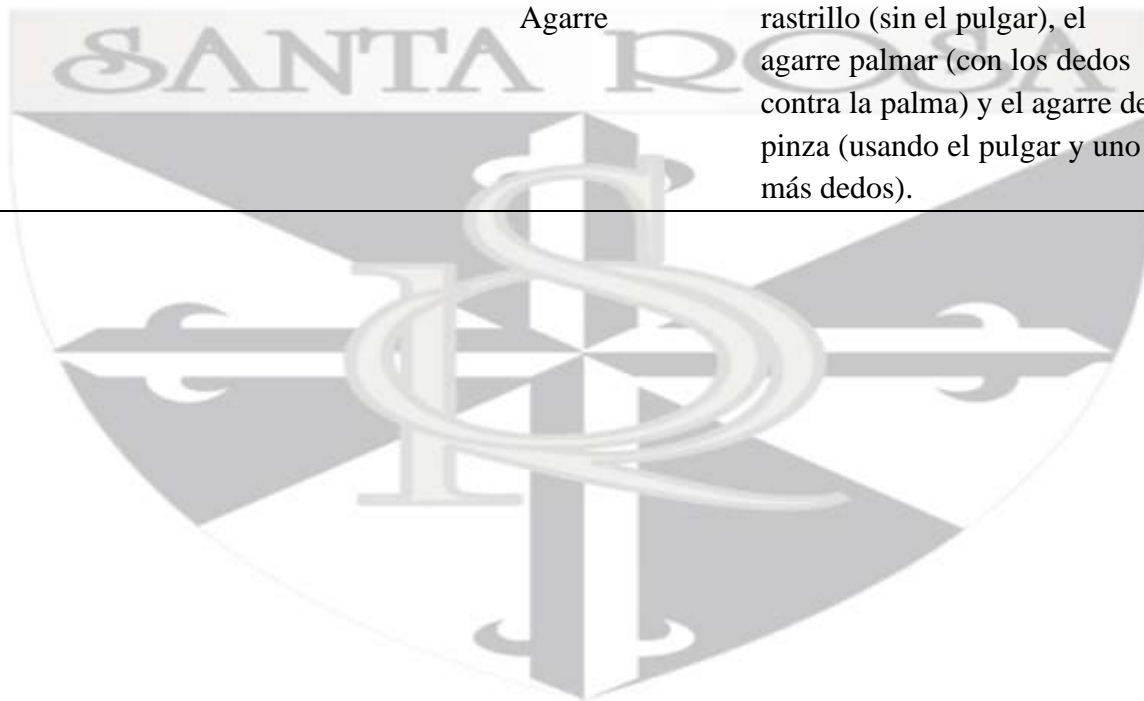 Agarre rastrillo (sin el pulgar), el
agarre palmar (con los dedos
contra la palma) y el agarre de
pinza (usando el pulgar y uno
más dedos).
SANTA ROSA